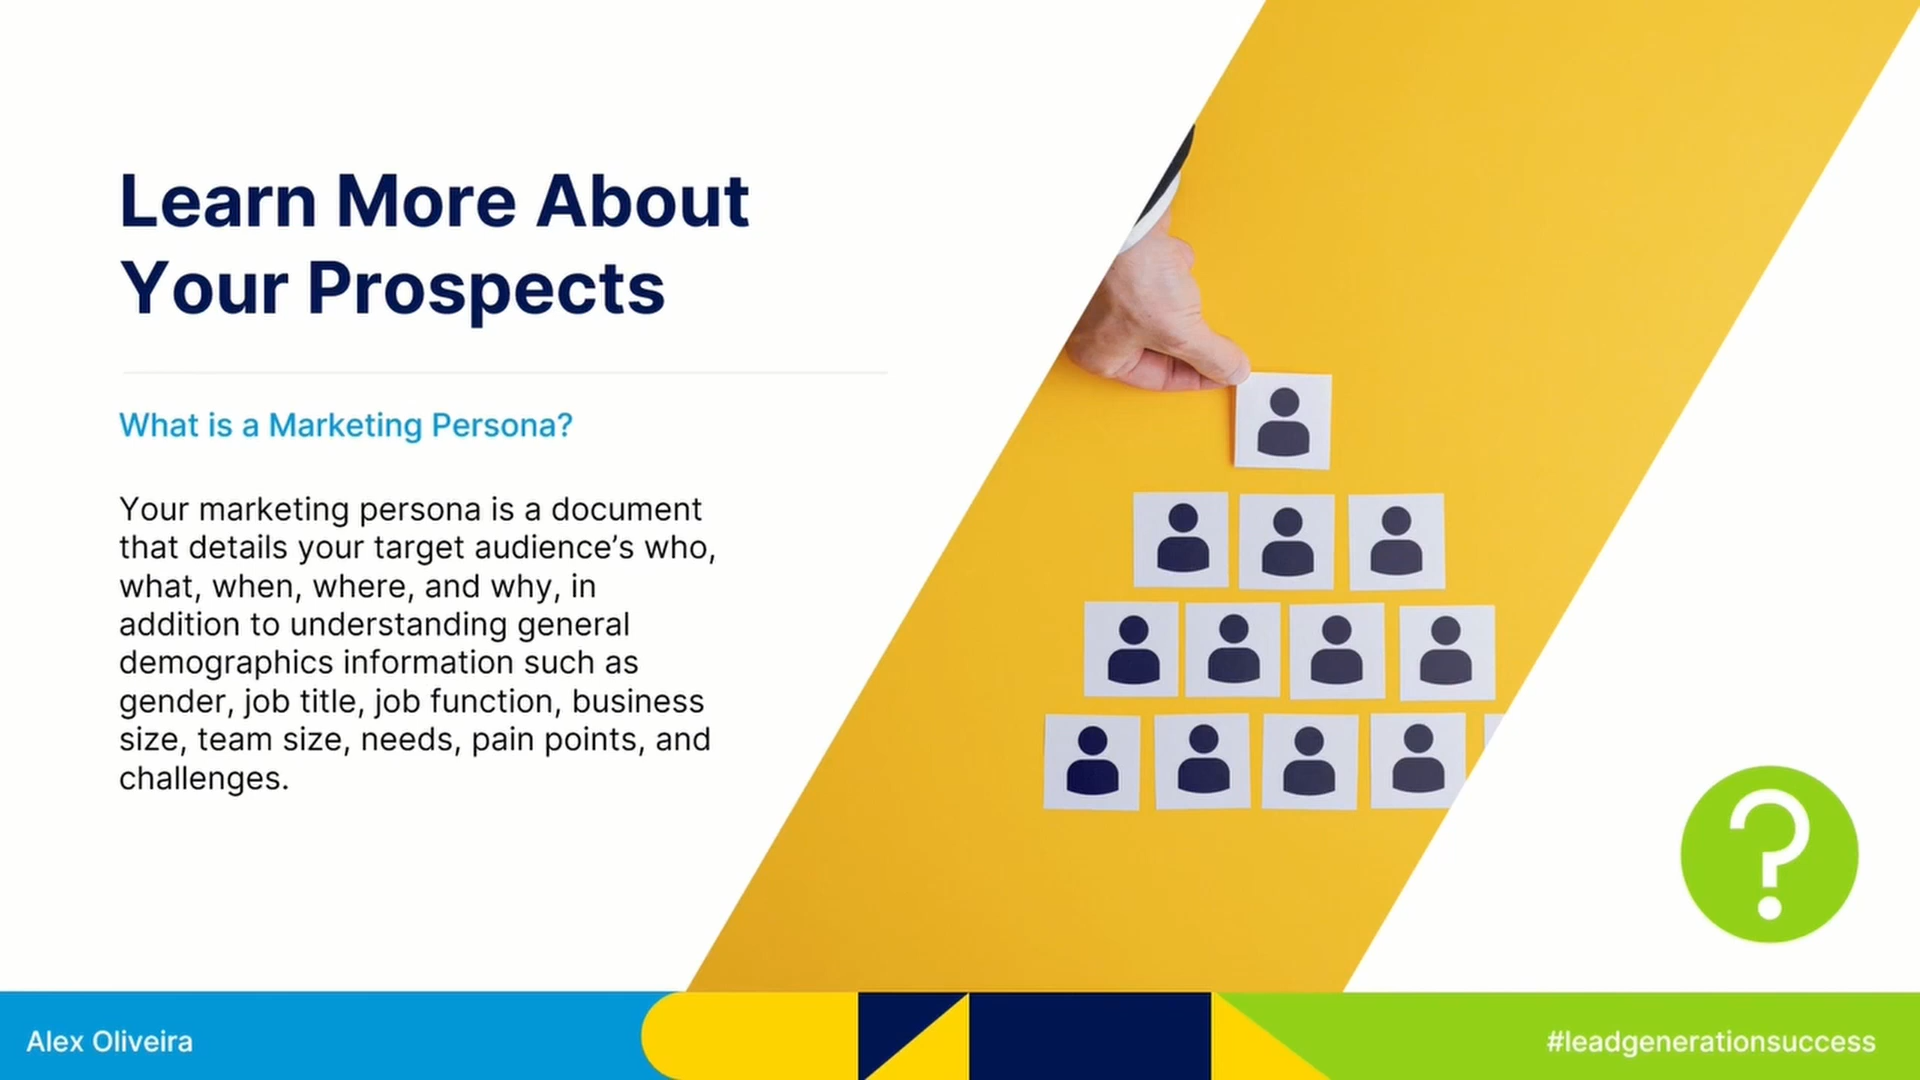 Learn More About
Your Prospects
What is a Marketing Persona?
Your marketing persona is a document
that details your target audience’s who,
what, when, where, and why, in
addition to understanding general
demographics information such as
gender, job title, job function, business
size, team size, needs, pain points, and
challenges.
?
Alex Oliveira
#leadgenerationsuccess